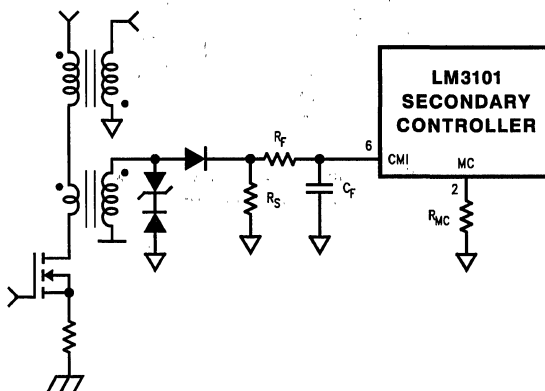 LM3101
SECONDARY
CONTROLLER
R_F
6
CMI
MC
2
R_S
C_F
R_MC